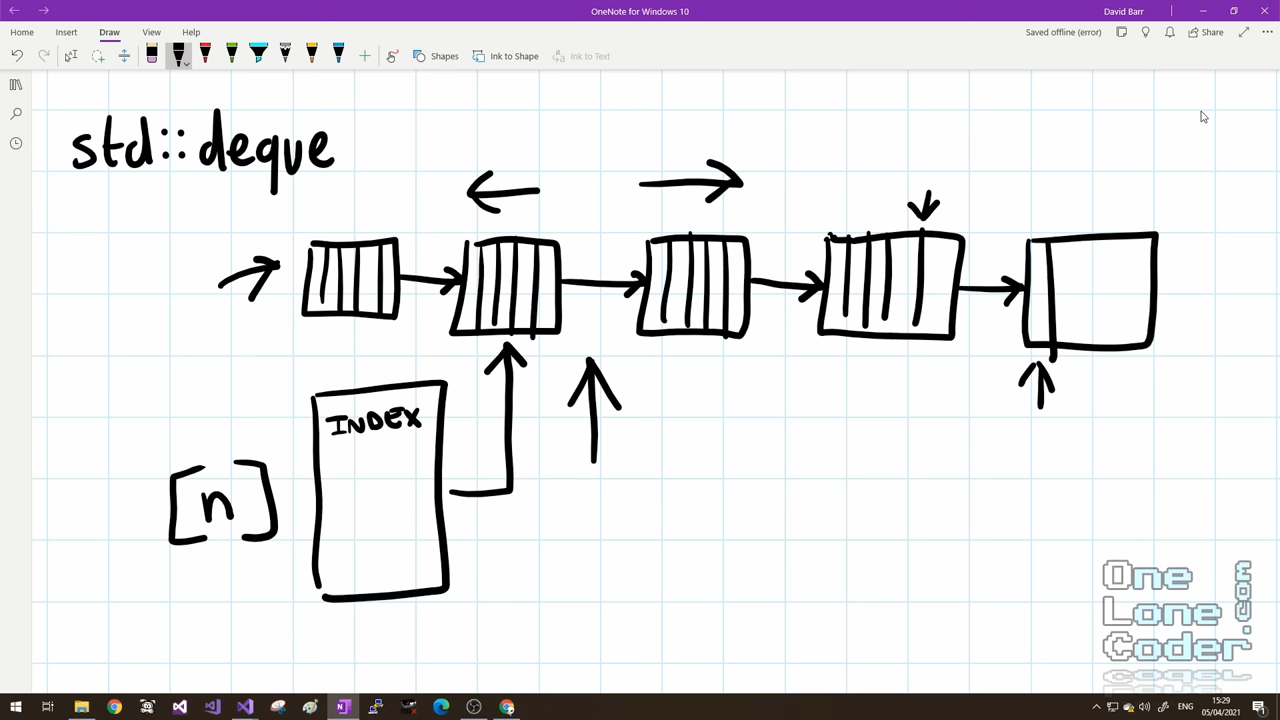 OneNote for Windows 10
David Barr
Home Insert Draw View Help
Saved offline (error)
Share
Shapes
Ink to Shape
Ink to Text
std::deque
INDEX
[n]
One
Lone
Coder
.com
N
ENG
15:29
05/04/2021
1